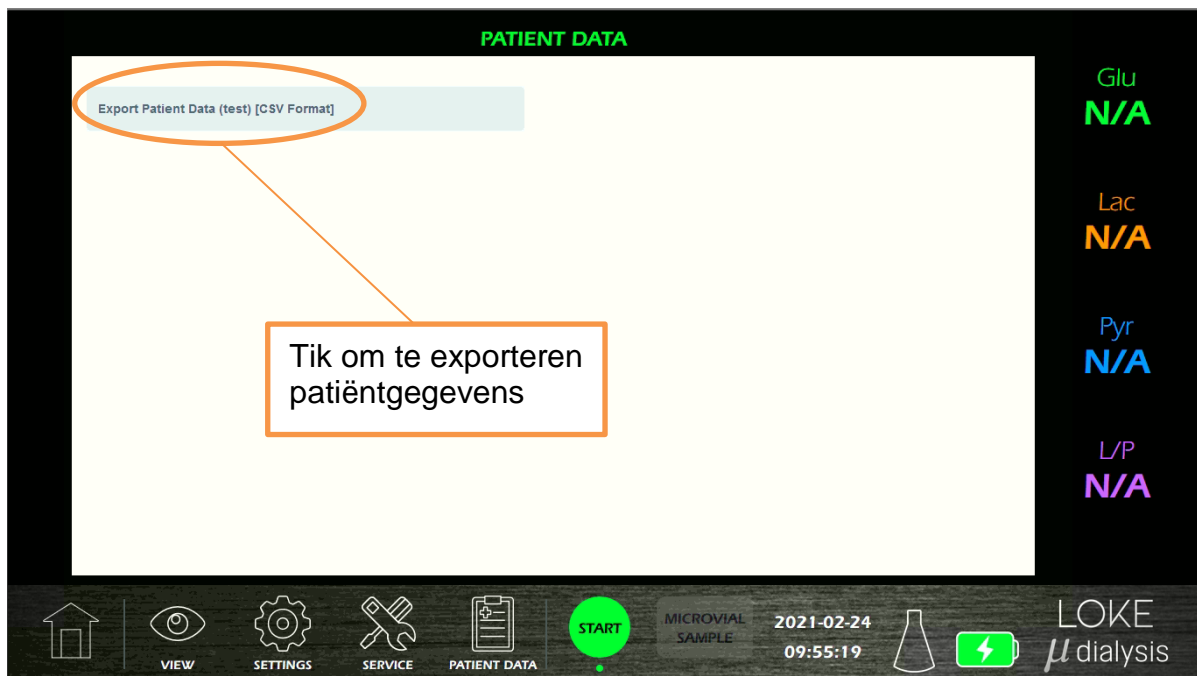 PATIENT DATA
Export Patient Data (test) [CSV Format]
Tik om te exporteren
patiëntgegevens
Glu
N/A
Lac
N/A
Pyr
N/A
L/P
N/A
VIEW
SETTINGS
SERVICE
PATIENT DATA
START
MICROVIAL
SAMPLE
2021-02-24
09:55:19
LOKE
μ dialysis